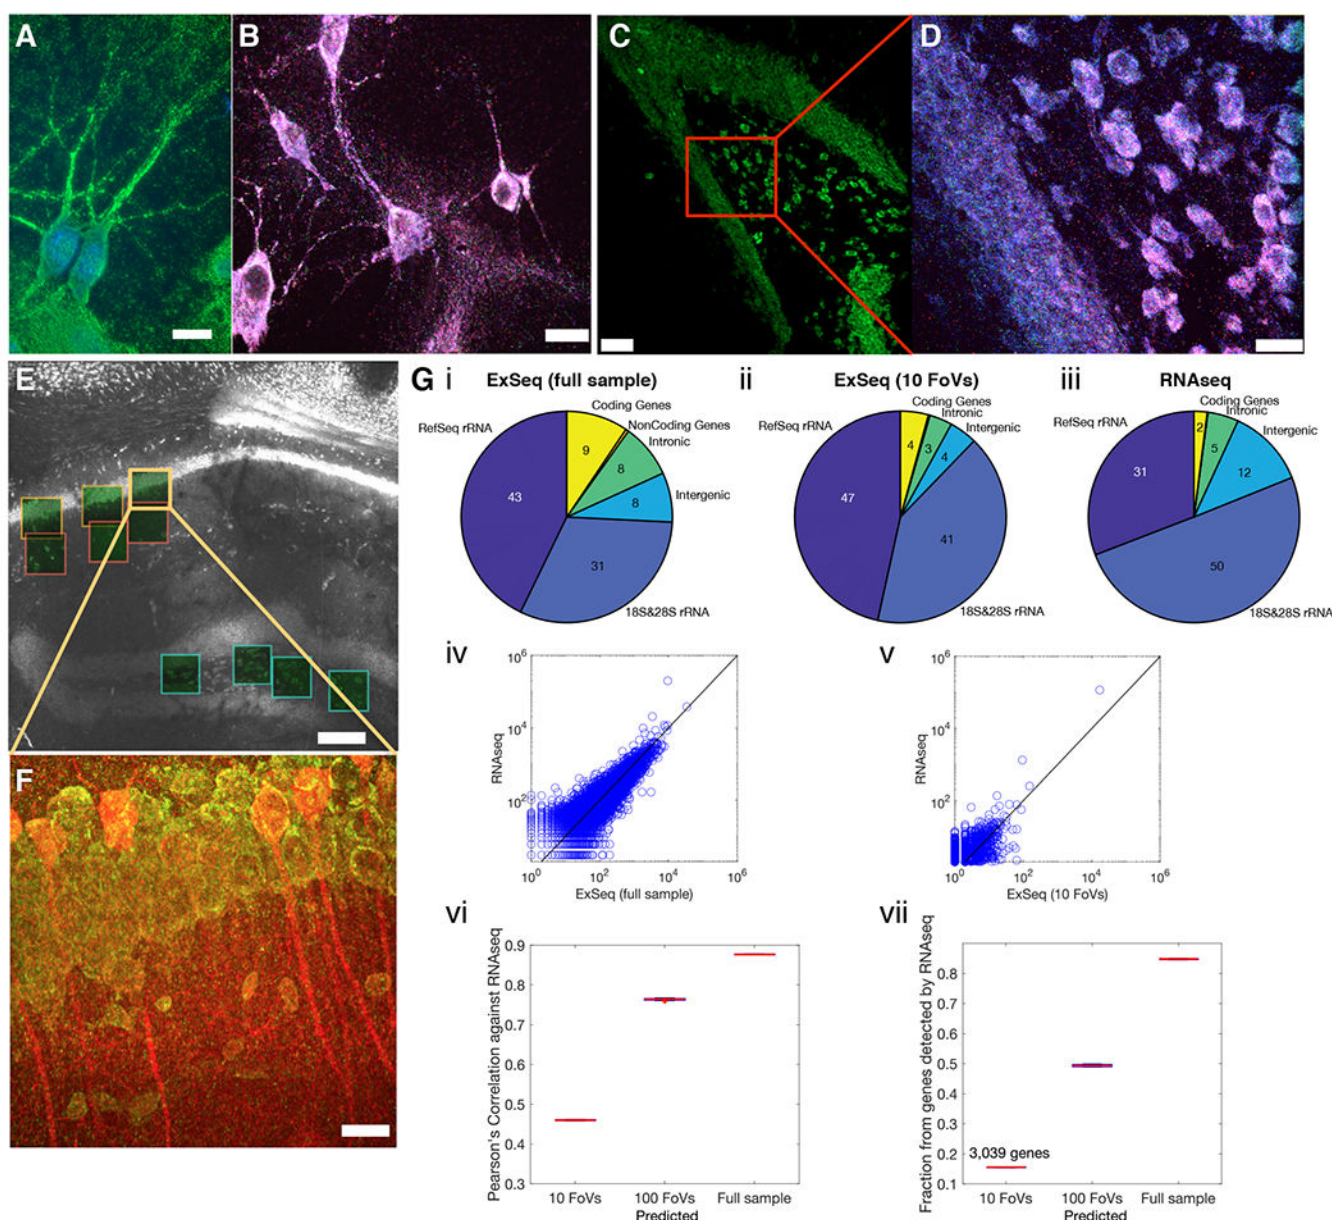 A
B
C
D
E
F
G
i
ExSeq (full sample)
Coding Genes
NonCoding Genes
Intronic
Intergenic
RefSeq rRNA
18S&28S rRNA
9
8
8
31
43
ii
ExSeq (10 FoVs)
Coding Genes
Intronic
Intergenic
RefSeq rRNA
18S&28S rRNA
4
3
4
41
47
iii
RNAseq
Coding Genes
Intronic
Intergenic
RefSeq rRNA
18S&28S rRNA
2
5
12
50
31
iv
RNAseq
10⁶
10⁴
10²
10⁰ 10² 10⁴ 10⁶
ExSeq (full sample)
v
RNAseq
10⁶
10⁴
10²
10⁰ 10² 10⁴ 10⁶
ExSeq (10 FoVs)
vi
Pearson's Correlation against RNAseq
0.9
0.8
0.7
0.6
0.5
0.4
0.3
10 FoVs 100 FoVs Full sample
Predicted
vii
Fraction from genes detected by RNAseq
0.8
0.7
0.6
0.5
0.4
0.3
0.2
0.1
3,039 genes
10 FoVs 100 FoVs Full sample
Predicted